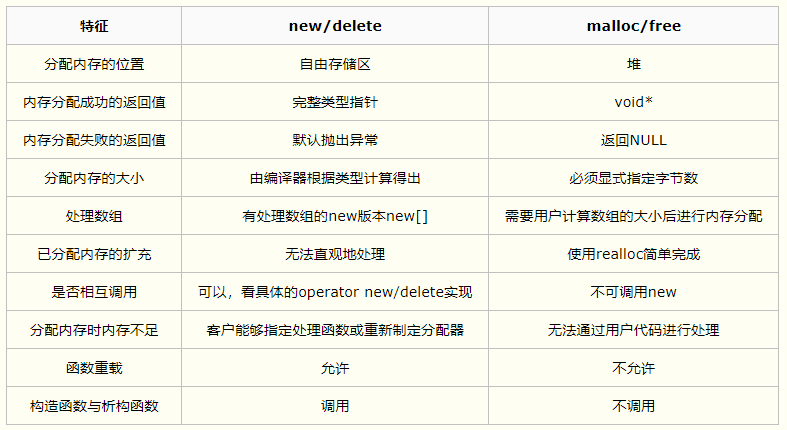 特征 new/delete malloc/free
分配内存的位置 自由存储区 堆
内存分配成功的返回值 完整类型指针 void*
内存分配失败的返回值 默认抛出异常 返回NULL
分配内存的大小 由编译器根据类型计算得出 必须显式指定字节数
处理数组 有处理数组的new版本new[] 需要用户计算数组的大小后进行内存分配
已分配内存的扩充 无法直观地处理 使用realloc简单完成
是否相互调用 可以，看具体的operator new/delete实现 不可调用new
分配内存时内存不足 客户能够指定处理函数或重新制定分配器 无法通过用户代码进行处理
函数重载 允许 不允许
构造函数与析构函数 调用 不调用